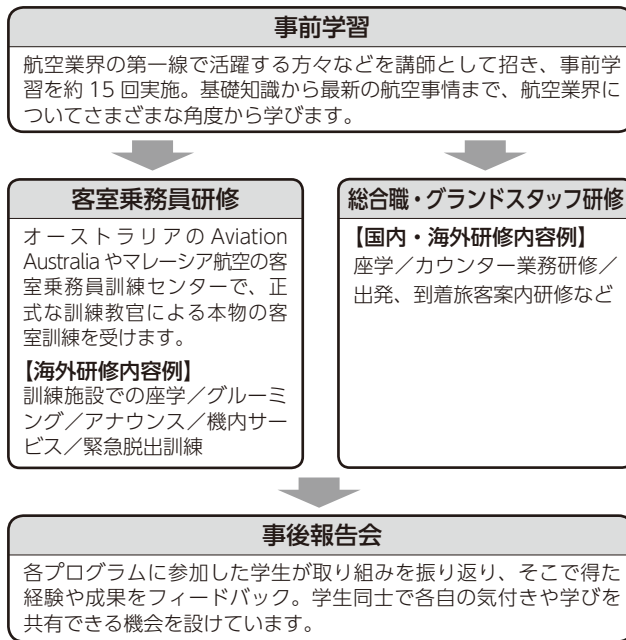 事前学習
航空業界の第一線で活躍する方々などを講師として招き、事前学
習を約 15 回実施。基礎知識から最新の航空事情まで、航空業界に
ついてさまざまな角度から学びます。
客室乗務員研修
オーストラリアの Aviation
Australia やマレーシア航空の客
室乗務員訓練センターで、正
式な訓練教官による本物の客
室訓練を受けます。
【海外研修内容例】
訓練施設での座学／グルーミ
ング／アナウンス／機内サー
ビス／緊急脱出訓練
総合職・グランドスタッフ研修
【国内・海外研修内容例】
座学／カウンター業務研修／
出発、到着旅客案内研修など
事後報告会
各プログラムに参加した学生が取り組みを振り返り、そこで得た
経験や成果をフィードバック。学生同士で各自の気付きや学びを
共有できる機会を設けています。